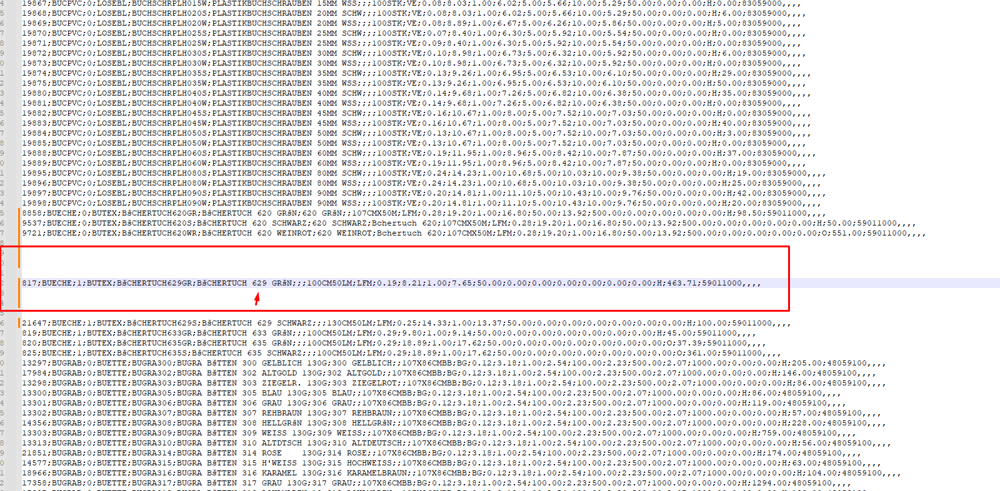 19867;BUCPVC;0;LOSEBL;BUCHSCHRPLH015W;PLASTIKBUCHSCHRAUBEN 15MM WSS;;;100STK;VE;0.08;8.03;1.00;6.02;5.00;5.66;10.00;5.29;50.00;0.00;0.00;H;0.00;83059000,,,,
19868;BUCPVC;0;LOSEBL;BUCHSCHRPLH020S;PLASTIKBUCHSCHRAUBEN 20MM SCHW;;;100STK;VE;0.08;8.03;1.00;6.02;5.00;5.66;10.00;5.29;50.00;0.00;0.00;H;6.00;83059000,,,,
19869;BUCPVC;0;LOSEBL;BUCHSCHRPLH020W;PLASTIKBUCHSCHRAUBEN 20MM WSS;;;100STK;VE;0.08;8.89;1.00;6.67;5.00;6.26;10.00;5.86;50.00;0.00;0.00;H;5.00;83059000,,,,
19870;BUCPVC;0;LOSEBL;BUCHSCHRPLH025S;PLASTIKBUCHSCHRAUBEN 25MM SCHW;;;100STK;VE;0.07;8.40;1.00;6.30;5.00;5.92;10.00;5.54;50.00;0.00;0.00;H;0.00;83059000,,,,
19871;BUCPVC;0;LOSEBL;BUCHSCHRPLH025W;PLASTIKBUCHSCHRAUBEN 25MM WSS;;;100STK;VE;0.09;8.40;1.00;6.30;5.00;5.92;10.00;5.54;50.00;0.00;0.00;H;0.00;83059000,,,,
19872;BUCPVC;0;LOSEBL;BUCHSCHRPLH030S;PLASTIKBUCHSCHRAUBEN 30MM SCHW;;;100STK;VE;0.10;8.98;1.00;6.73;5.00;6.32;10.00;5.92;50.00;0.00;0.00;H;6.00;83059000,,,,
19873;BUCPVC;0;LOSEBL;BUCHSCHRPLH030W;PLASTIKBUCHSCHRAUBEN 30MM WSS;;;100STK;VE;0.10;8.98;1.00;6.73;5.00;6.32;10.00;5.92;50.00;0.00;0.00;H;0.00;83059000,,,,
19874;BUCPVC;0;LOSEBL;BUCHSCHRPLH035S;PLASTIKBUCHSCHRAUBEN 35MM SCHW;;;100STK;VE;0.13;9.26;1.00;6.95;5.00;6.53;10.00;6.10;50.00;0.00;0.00;H;29.00;83059000,,,,
19875;BUCPVC;0;LOSEBL;BUCHSCHRPLH035W;PLASTIKBUCHSCHRAUBEN 35MM WSS;;;100STK;VE;0.13;9.26;1.00;6.95;5.00;6.53;10.00;6.10;50.00;0.00;0.00;H;50.00;83059000,,,,
19880;BUCPVC;0;LOSEBL;BUCHSCHRPLH040S;PLASTIKBUCHSCHRAUBEN 40MM SCHW;;;100STK;VE;0.14;9.68;1.00;7.26;5.00;6.82;10.00;6.38;50.00;0.00;0.00;H;35.00;83059000,,,,
19881;BUCPVC;0;LOSEBL;BUCHSCHRPLH040W;PLASTIKBUCHSCHRAUBEN 40MM WSS;;;100STK;VE;0.14;9.68;1.00;7.26;5.00;6.82;10.00;6.38;50.00;0.00;0.00;H;0.00;83059000,,,,
19882;BUCPVC;0;LOSEBL;BUCHSCHRPLH045S;PLASTIKBUCHSCHRAUBEN 45MM SCHW;;;100STK;VE;0.16;10.67;1.00;8.00;5.00;7.52;10.00;7.03;50.00;0.00;0.00;H;0.00;83059000,,,,
19883;BUCPVC;0;LOSEBL;BUCHSCHRPLH045W;PLASTIKBUCHSCHRAUBEN 45MM WSS;;;100STK;VE;0.16;10.67;1.00;8.00;5.00;7.52;10.00;7.03;50.00;0.00;0.00;H;40.00;83059000,,,,
19884;BUCPVC;0;LOSEBL;BUCHSCHRPLH050S;PLASTIKBUCHSCHRAUBEN 50MM SCHW;;;100STK;VE;0.13;10.67;1.00;8.00;5.00;7.52;10.00;7.03;50.00;0.00;0.00;H;3.00;83059000,,,,
19885;BUCPVC;0;LOSEBL;BUCHSCHRPLH050W;PLASTIKBUCHSCHRAUBEN 50MM WSS;;;100STK;VE;0.13;10.67;1.00;8.00;5.00;7.52;10.00;7.03;50.00;0.00;0.00;H;0.00;83059000,,,,
19888;BUCPVC;0;LOSEBL;BUCHSCHRPLH060S;PLASTIKBUCHSCHRAUBEN 60MM SCHW;;;100STK;VE;0.19;11.95;1.00;8.96;5.00;8.42;10.00;7.87;50.00;0.00;0.00;H;37.00;83059000,,,,
19889;BUCPVC;0;LOSEBL;BUCHSCHRPLH060W;PLASTIKBUCHSCHRAUBEN 60MM WSS;;;100STK;VE;0.19;11.95;1.00;8.96;5.00;8.42;10.00;7.87;50.00;0.00;0.00;H;0.00;83059000,,,,
19895;BUCPVC;0;LOSEBL;BUCHSCHRPLH080S;PLASTIKBUCHSCHRAUBEN 80MM SCHW;;;100STK;VE;0.24;14.23;1.00;10.68;5.00;10.03;10.00;9.38;50.00;0.00;0.00;H;19.00;83059000,,,,
19896;BUCPVC;0;LOSEBL;BUCHSCHRPLH080W;PLASTIKBUCHSCHRAUBEN 80MM WSS;;;100STK;VE;0.24;14.23;1.00;10.68;5.00;10.03;10.00;9.38;50.00;0.00;0.00;H;25.00;83059000,,,,
19897;BUCPVC;0;LOSEBL;BUCHSCHRPLH090S;PLASTIKBUCHSCHRAUBEN 90MM SCHW;;;100STK;VE;0.20;14.81;1.00;11.10;5.00;10.43;10.00;9.76;50.00;0.00;0.00;H;42.00;83059000,,,,
19898;BUCPVC;0;LOSEBL;BUCHSCHRPLH090W;PLASTIKBUCHSCHRAUBEN 90MM WSS;;;100STK;VE;0.20;14.81;1.00;11.10;5.00;10.43;10.00;9.76;50.00;0.00;0.00;H;20.00;83059000,,,,
8858;BUECHE;0;BUTEX;BšCHERTUCH620GR;BšCHERTUCH 620 GRšN;620 GRšN;;107CMX50M;LFM;0.28;19.20;1.00;16.80;50.00;13.92;500.00;0.00;0.00;0.00;0.00;H;98.50;59011000,,,,
9537;BUECHE;0;BUTEX;BšCHERTUCH620S;BšCHERTUCH 620 SCHWARZ;620 SCHWARZ;Bchertuch 620;107CMX50M;LFM;0.28;19.20;1.00;16.80;50.00;13.92;500.00;0.00;0.00;0.00;0.00;H;50.00;59011000,,,,
9721;BUECHE;0;BUTEX;BšCHERTUCH620WR;BšCHERTUCH 620 WEINROT;620 WEINROT;Bchertuch 620;107CMX50M;LFM;0.28;19.20;1.00;16.80;50.00;13.92;500.00;0.00;0.00;0.00;0.00;O;551.00;59011000,,,,
817;BUECHE;1;BUTEX;BšCHERTUCH629GR;BšCHERTUCH 629 GRšN;;;100CM50LM;LFM;0.19;8.21;1.00;7.65;50.00;0.00;0.00;0.00;0.00;0.00;0.00;H;463.71;59011000,,,,
21647;BUECHE;1;BUTEX;BšCHERTUCH629S;BšCHERTUCH 629 SCHWARZ;;;130CM50LM;LFM;0.25;14.33;1.00;13.37;50.00;0.00;0.00;0.00;0.00;0.00;0.00;H;100.00;59011000,,,,
819;BUECHE;1;BUTEX;BšCHERTUCH633GR;BšCHERTUCH 633 GRšN;;;100CM50LM;LFM;0.29;9.80;1.00;9.14;50.00;0.00;0.00;0.00;0.00;0.00;0.00;H;45.00;59011000,,,,
820;BUECHE;1;BUTEX;BšCHERTUCH635GR;BšCHERTUCH 635 GRšN;;;100CM50LM;LFM;0.29;18.89;1.00;17.62;50.00;0.00;0.00;0.00;0.00;0.00;0.00;O;37.39;59011000,,,,
825;BUECHE;1;BUTEX;BšCHERTUCH635S;BšCHERTUCH 635 SCHWARZ;;;100CM50LM;LFM;0.29;18.89;1.00;17.62;50.00;0.00;0.00;0.00;0.00;0.00;0.00;O;361.00;59011000,,,,
13297;BUGRAB;0;BUETTE;BUGRA300;BUGRA BšTTEN 300 GELBLICH 130G;300 GELBLICH;;107X86CMBB;BG;0.12;3.18;1.00;2.54;100.00;2.23;500.00;2.07;1000.00;0.00;0.00;H;205.00;48059100,,,,
17984;BUGRAB;0;BUETTE;BUGRA302;BUGRA BšTTEN 302 ALTGOLD 130G;302 ALTGOLD;;107X86CMBB;BG;0.12;3.18;1.00;2.54;100.00;2.23;500.00;2.07;1000.00;0.00;0.00;H;146.00;48059100,,,,
13298;BUGRAB;0;BUETTE;BUGRA303;BUGRA BšTTEN 303 ZIEGELR. 130G;303 ZIEGELROT;;107X86CMBB;BG;0.12;3.18;1.00;2.54;100.00;2.23;500.00;2.07;1000.00;0.00;0.00;H;86.00;48059100,,,,
13300;BUGRAB;0;BUETTE;BUGRA305;BUGRA BšTTEN 305 BLAU 130G;305 BLAU;;107X86CMBB;BG;0.12;3.18;1.00;2.54;100.00;2.23;500.00;2.07;1000.00;0.00;0.00;H;86.00;48059100,,,,
13301;BUGRAB;0;BUETTE;BUGRA306;BUGRA BšTTEN 306 GRAU 130G;306 GRAU;;107X86CMBB;BG;0.12;3.18;1.00;2.54;100.00;2.23;500.00;2.07;1000.00;0.00;0.00;H;119.00;48059100,,,,
13302;BUGRAB;0;BUETTE;BUGRA307;BUGRA BšTTEN 307 REHBRAUN 130G;307 REHBRAUN;;107X86CMBB;BG;0.12;3.18;1.00;2.54;100.00;2.23;500.00;2.07;1000.00;0.00;0.00;H;57.00;48059100,,,,
14356;BUGRAB;0;BUETTE;BUGRA308;BUGRA BšTTEN 308 HELLGRšN 130G;308 HELLGRšN;;107X86CMBB;BG;0.12;3.18;1.00;2.54;100.00;2.23;500.00;2.07;1000.00;0.00;0.00;H;228.00;48059100,,,,
13303;BUGRAB;0;BUETTE;BUGRA309;BUGRA BšTTEN 309 WEISS 130G;309 WEISS;;107X86CMBB;BG;0.12;3.18;1.00;2.54;100.00;2.23;500.00;2.07;1000.00;0.00;0.00;H;759.00;48059100,,,,
13313;BUGRAB;0;BUETTE;BUGRA310;BUGRA BšTTEN 310 ALTDTSCH 130G;310 ALTDEUTSCH;;107X86CMBB;BG;0.12;3.18;1.00;2.54;100.00;2.23;500.00;2.07;1000.00;0.00;0.00;H;56.00;48059100,,,,
21851;BUGRAB;0;BUETTE;BUGRA314;BUGRA BšTTEN 314 ROSE    130G;314 ROSE;;107X86CMBB;BG;0.12;3.18;1.00;2.54;100.00;2.23;500.00;2.07;1000.00;0.00;0.00;H;174.00;48059100,,,,
14577;BUGRAB;0;BUETTE;BUGRA315;BUGRA BšTTEN 315 H'WEISS 130G;315 HOCHWEISS;;107X86CMBB;BG;0.12;3.18;1.00;2.54;100.00;2.23;500.00;2.07;1000.00;0.00;0.00;H;63.00;48059100,,,,
18966;BUGRAB;0;BUETTE;BUGRA316;BUGRA BšTTEN 316 KARAMEL 130G;316 KARAMELBRAUN;;107X86CMBB;BG;0.12;3.18;1.00;2.54;100.00;2.23;500.00;2.07;1000.00;0.00;0.00;H;104.00;48059100,,,,
17358;BUGRAB;0;BUETTE;BUGRA317;BUGRA BšTTEN 317 GRAU 130G;317 GRAU;;107X86CMBB;BG;0.12;3.18;1.00;2.54;100.00;2.23;500.00;2.07;1000.00;0.00;0.00;H;1294.00;48059100,,,,